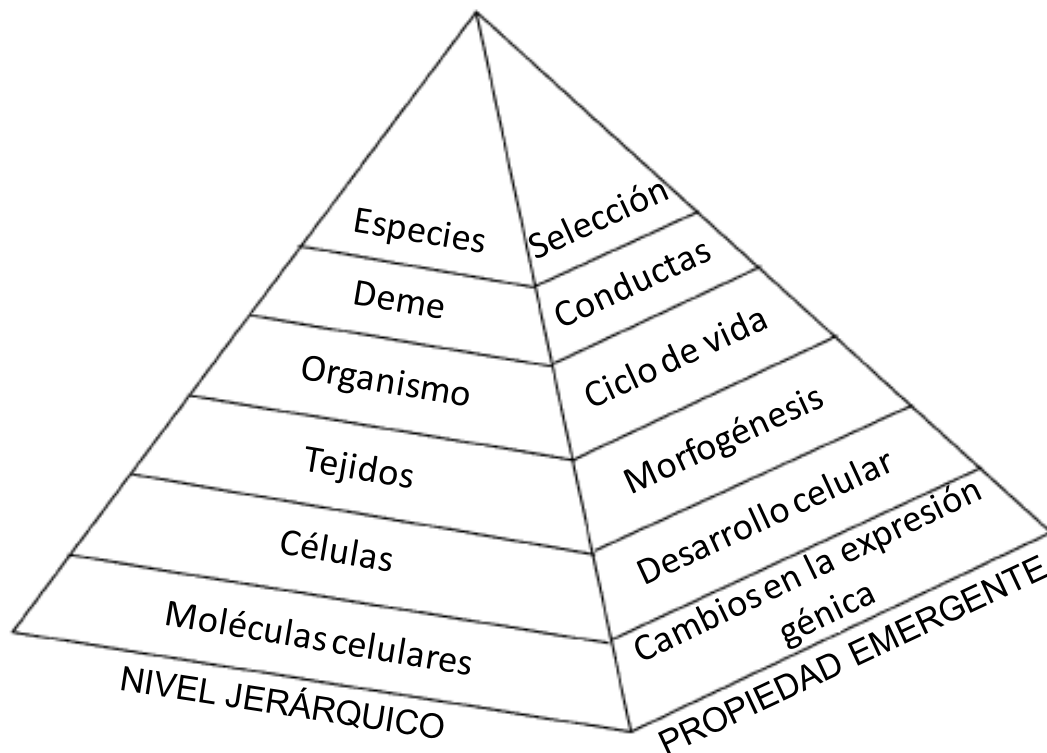 Especies
Selección
Deme
Conductas
Organismo
Ciclo de vida
Tejidos
Morfogénesis
Células
Desarrollo celular
Moléculas celulares
Cambios en la expresión
génica
NIVEL JERÁRQUICO
PROPIEDAD EMERGENTE